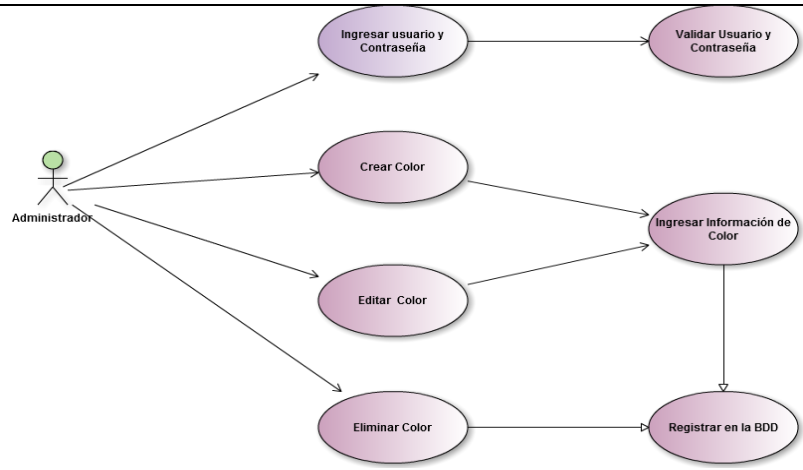 Ingresar usuario y
Contraseña
Validar Usuario y
Contraseña
Crear Color
Administrador
Ingresar Información de
Color
Editar Color
Eliminar Color
Registrar en la BDD